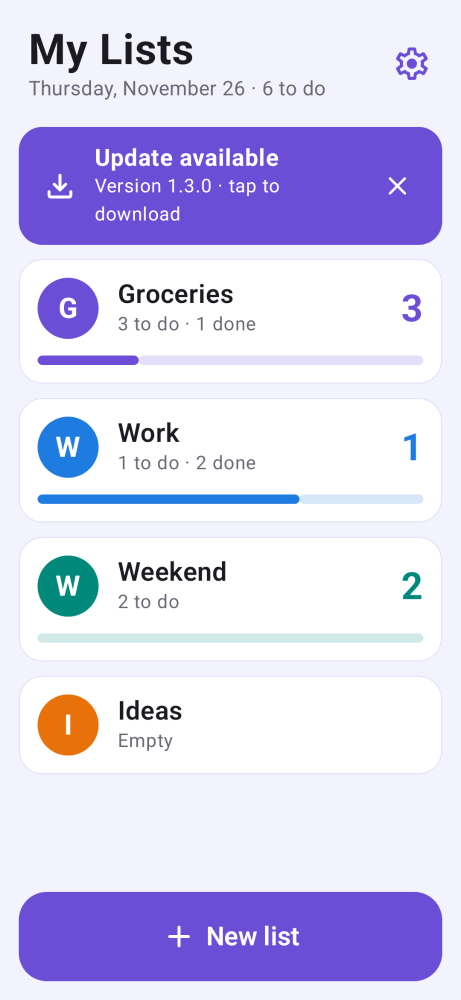 My Lists
Thursday, November 26 · 6 to do
Update available
Version 1.3.0 · tap to
download
G
Groceries
3 to do · 1 done
3
W
Work
1 to do · 2 done
1
W
Weekend
2 to do
2
I
Ideas
Empty
New list